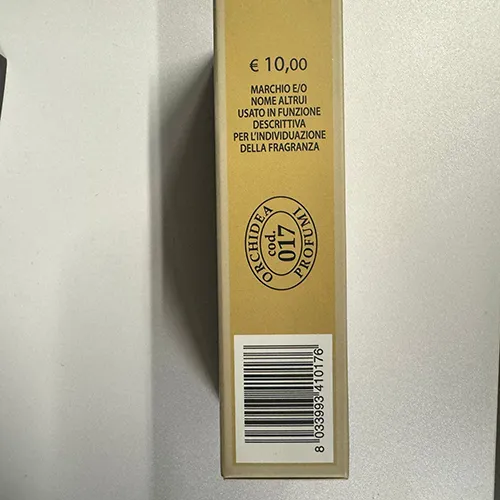 € 10,00
MARCHIO E/O
NOME ALTRUI
USATO IN FUNZIONE
DESCRITTIVA
PER L'INDIVIDUAZIONE
DELLA FRAGRANZA
ORCHIDEA
cod.
017
PROFUMI
8 033993 410176